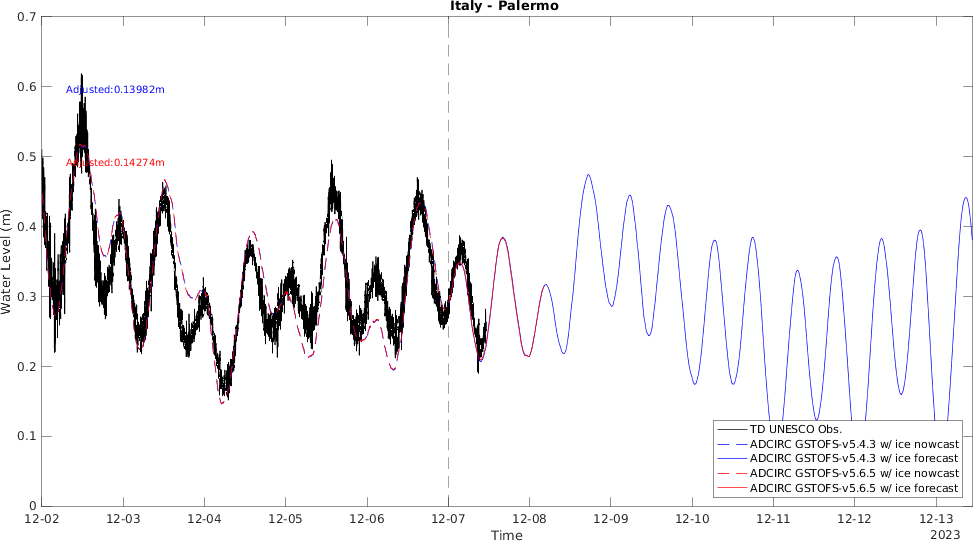 Italy - Palermo
0.7
0.6
0.5
0.4
0.3
0.2
0.1
0
Water Level (m)
Adjusted:0.13982m
Adjusted:0.14274m
TD UNESCO Obs.
ADCIRC GSTOFS-v5.4.3 w/ ice nowcast
ADCIRC GSTOFS-v5.4.3 w/ ice forecast
ADCIRC GSTOFS-v5.6.5 w/ ice nowcast
ADCIRC GSTOFS-v5.6.5 w/ ice forecast
12-02 12-03 12-04 12-05 12-06 12-07 12-08 12-09 12-10 12-11 12-12 12-13
Time
2023